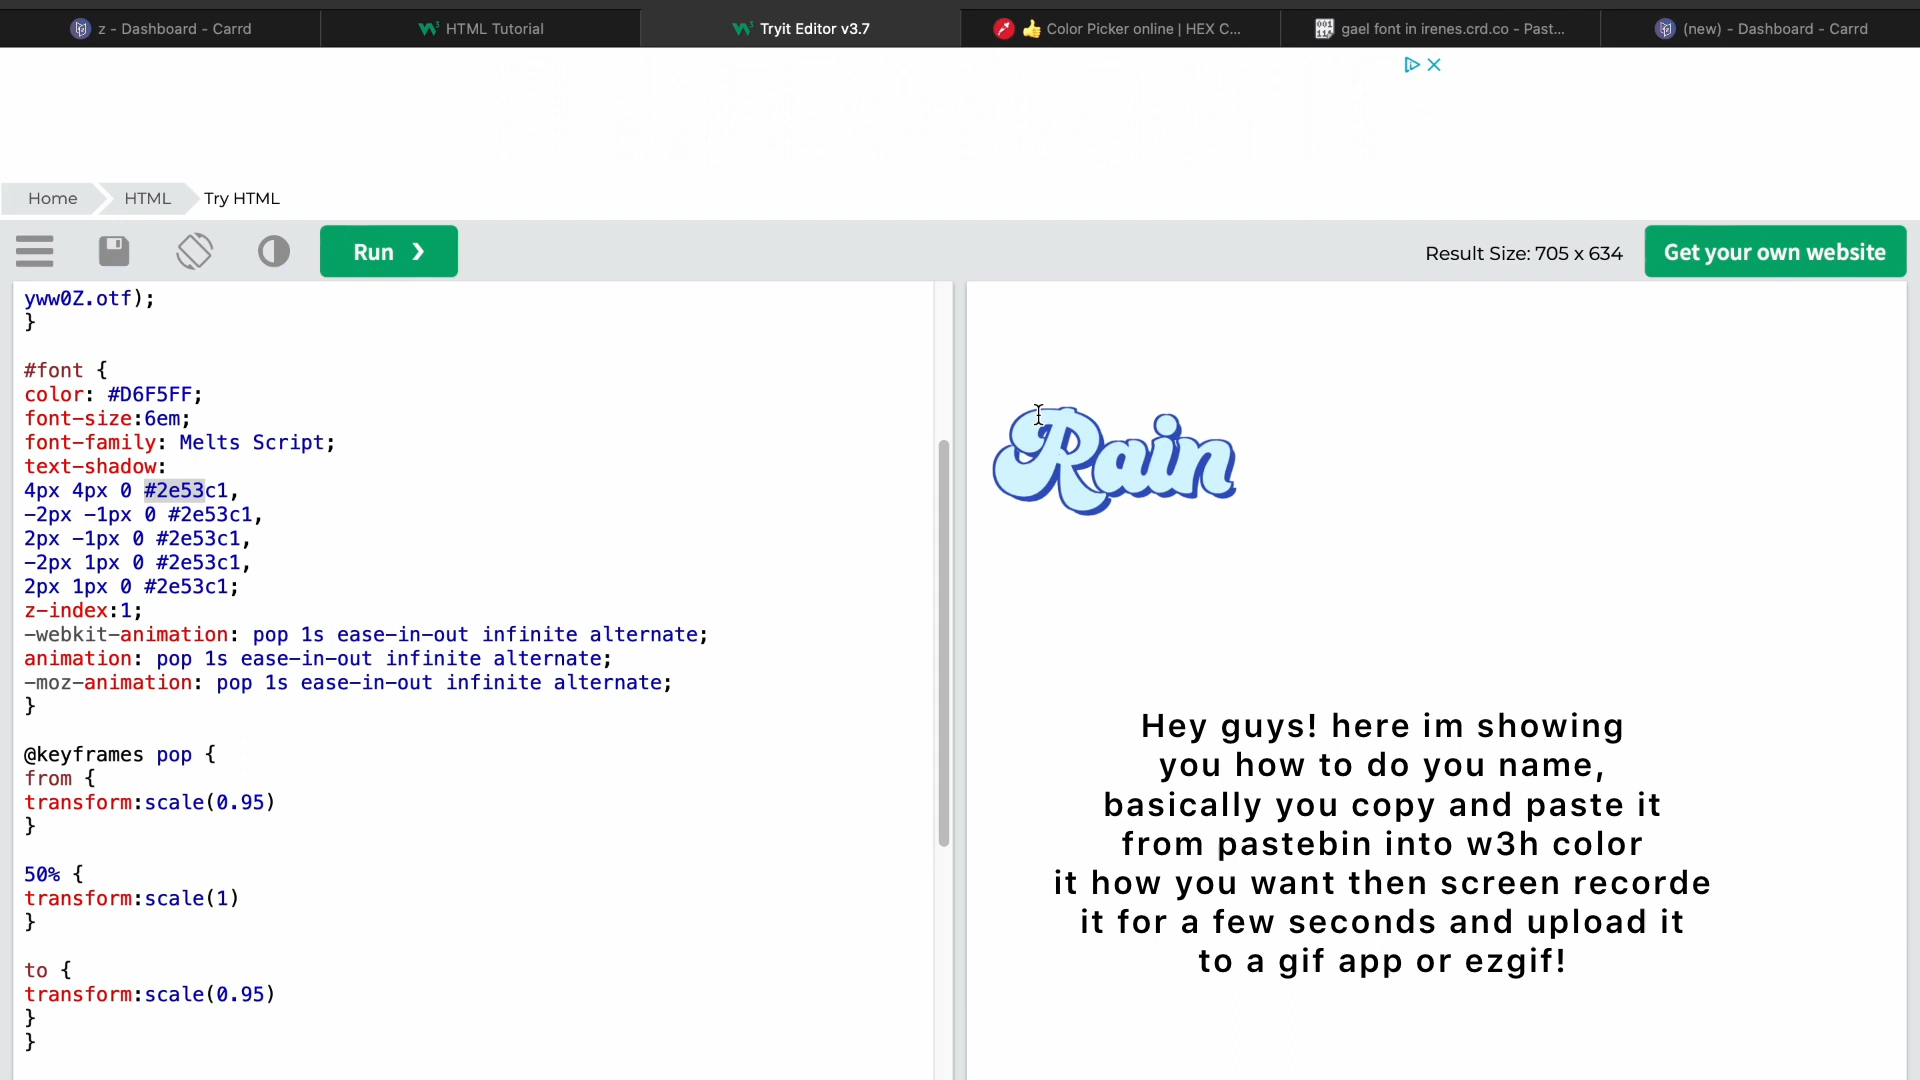 z - Dashboard - Carrd
HTML Tutorial
Tryit Editor v3.7
👍 Color Picker online | HEX C...
gael font in irenes.crd.co - Past...
(new) - Dashboard - Carrd
Home
HTML
Try HTML
Run ❯
Result Size: 705 x 634
Get your own website
yww0Z.otf);
}
#font {
color: #D6F5FF;
font-size:6em;
font-family: Melts Script;
text-shadow:
4px 4px 0 #2e53c1,
-2px -1px 0 #2e53c1,
2px -1px 0 #2e53c1,
-2px 1px 0 #2e53c1,
2px 1px 0 #2e53c1;
z-index:1;
-webkit-animation: pop 1s ease-in-out infinite alternate;
animation: pop 1s ease-in-out infinite alternate;
-moz-animation: pop 1s ease-in-out infinite alternate;
}
@keyframes pop {
from {
transform:scale(0.95)
}
50% {
transform:scale(1)
}
to {
transform:scale(0.95)
}
}
Rain
Hey guys! here im showing
you how to do you name,
basically you copy and paste it
from pastebin into w3h color
it how you want then screen recorde
it for a few seconds and upload it
to a gif app or ezgif!